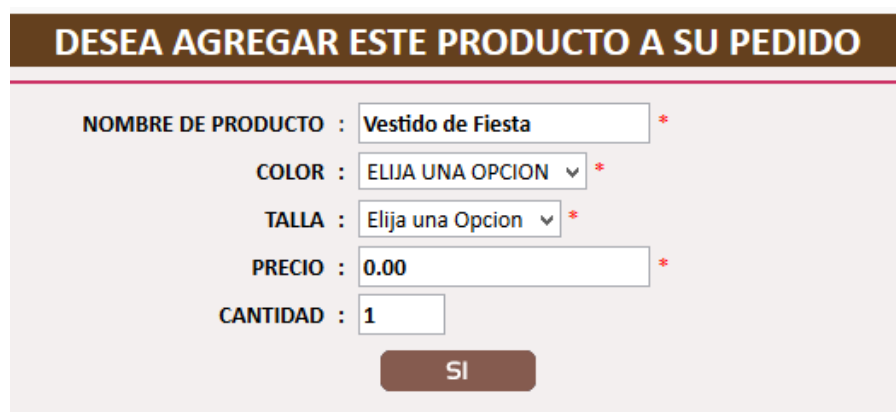 DESEA AGREGAR ESTE PRODUCTO A SU PEDIDO
NOMBRE DE PRODUCTO : Vestido de Fiesta *
COLOR : ELIJA UNA OPCION *
TALLA : Elija una Opcion *
PRECIO : 0.00 *
CANTIDAD : 1
SI